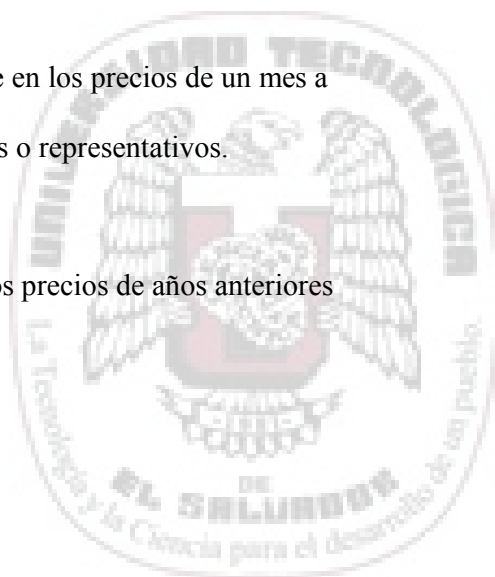 e en los precios de un mes a
s o representativos.
os precios de años anteriores
UNIVERSIDAD TECNOLOGICA
DE
EL SALVADOR
La Tecnología y la Ciencia para el desarrollo de un pueblo.